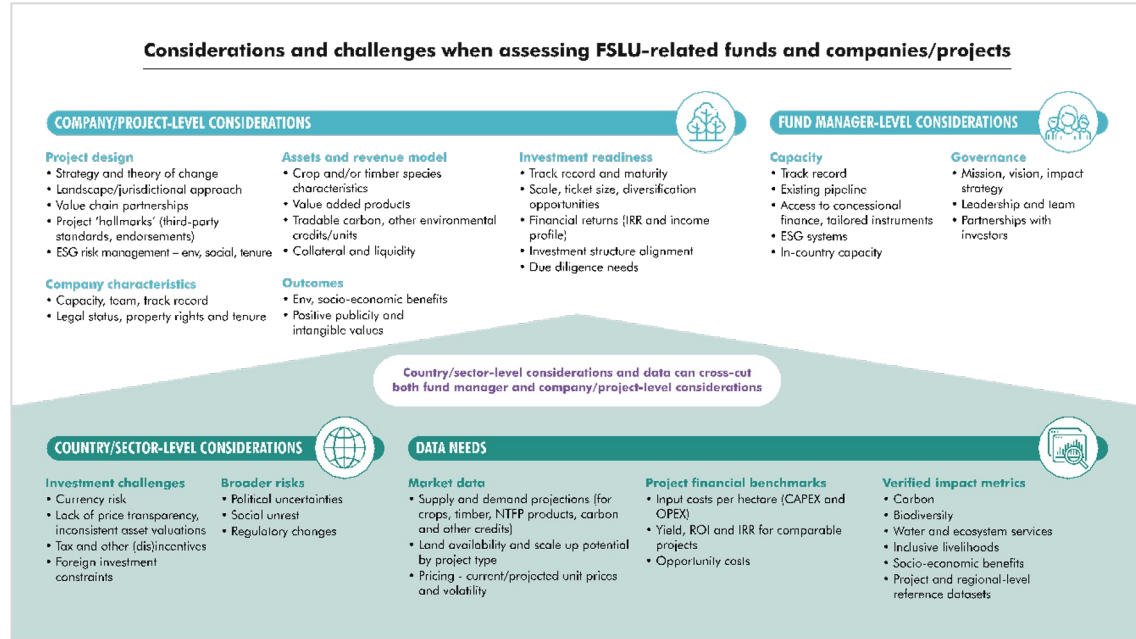 Considerations and challenges when assessing FSLU-related funds and companies/projects
COMPANY/PROJECT-LEVEL CONSIDERATIONS
Project design
• Strategy and theory of change
• Landscape/jurisdictional approach
• Value chain partnerships
• Project ‘hallmarks’ (third-party
standards, endorsements)
• ESG risk management – env, social, tenure
Company characteristics
• Capacity, team, track record
• Legal status, property rights and tenure
Assets and revenue model
• Crop and/or timber species
characteristics
• Value added products
• Tradable carbon, other environmental
credits/units
• Collateral and liquidity
Outcomes
• Env, socio-economic benefits
• Positive publicity and
intangible values
Investment readiness
• Track record and maturity
• Scale, ticket size, diversification
opportunities
• Financial returns (IRR and income
profile)
• Investment structure alignment
• Due diligence needs
FUND MANAGER-LEVEL CONSIDERATIONS
Capacity
• Track record
• Existing pipeline
• Access to concessional
finance, tailored instruments
• ESG systems
• In-country capacity
Governance
• Mission, vision, impact
strategy
• Leadership and team
• Partnerships with
investors
Country/sector-level considerations and data can cross-cut
both fund manager and company/project-level considerations
COUNTRY/SECTOR-LEVEL CONSIDERATIONS
Investment challenges
• Currency risk
• Lack of price transparency,
inconsistent asset valuations
• Tax and other (dis)incentives
• Foreign investment
constraints
Broader risks
• Political uncertainties
• Social unrest
• Regulatory changes
DATA NEEDS
Market data
• Supply and demand projections (for
crops, timber, NTFP products, carbon
and other credits)
• Land availability and scale up potential
by project type
• Pricing - current/projected unit prices
and volatility
Project financial benchmarks
• Input costs per hectare (CAPEX and
OPEX)
• Yield, ROI and IRR for comparable
projects
• Opportunity costs
Verified impact metrics
• Carbon
• Biodiversity
• Water and ecosystem services
• Inclusive livelihoods
• Socio-economic benefits
• Project and regional-level
reference datasets